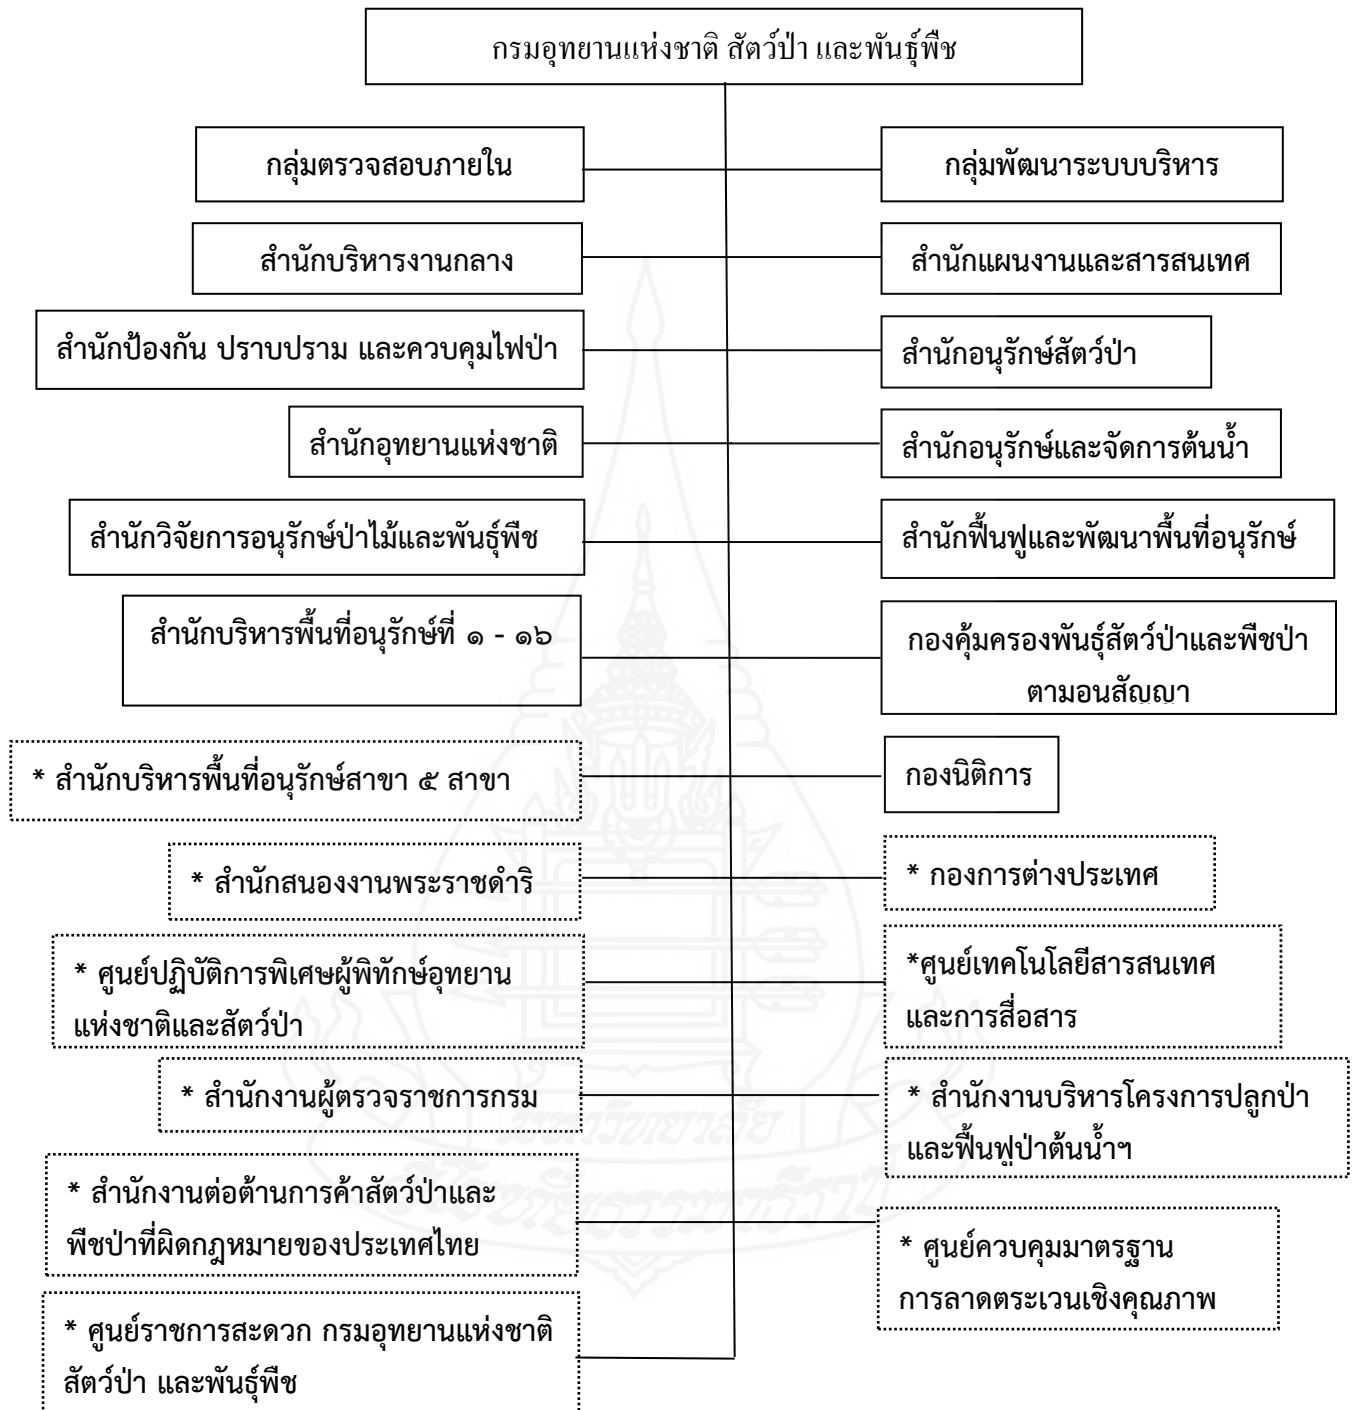 กรมอุทยานแห่งชาติ สัตว์ป่า และพันธุ์พืช
กลุ่มตรวจสอบภายใน
กลุ่มพัฒนาระบบบริหาร
สำนักบริหารงานกลาง
สำนักแผนงานและสารสนเทศ
สำนักป้องกัน ปราบปราม และควบคุมไฟป่า
สำนักอนุรักษ์สัตว์ป่า
สำนักอุทยานแห่งชาติ
สำนักอนุรักษ์และจัดการต้นน้ำ
สำนักวิจัยการอนุรักษ์ป่าไม้และพันธุ์พืช
สำนักฟื้นฟูและพัฒนาพื้นที่อนุรักษ์
สำนักบริหารพื้นที่อนุรักษ์ที่ ๑ - ๑๖
กองคุ้มครองพันธุ์สัตว์ป่าและพืชป่า
ตามอนสัญญา
* สำนักบริหารพื้นที่อนุรักษ์สาขา ๕ สาขา
กองนิติการ
* สำนักสนองงานพระราชดำริ
* กองการต่างประเทศ
* ศูนย์ปฏิบัติการพิเศษผู้พิทักษ์อุทยาน
แห่งชาติและสัตว์ป่า
*ศูนย์เทคโนโลยีสารสนเทศ
และการสื่อสาร
* สำนักงานผู้ตรวจราชการกรม
* สำนักงานบริหารโครงการปลูกป่า
และฟื้นฟูป่าต้นน้ำฯ
* สำนักงานต่อต้านการค้าสัตว์ป่าและ
พืชป่าที่ผิดกฎหมายของประเทศไทย
* ศูนย์ควบคุมมาตรฐาน
การลาดตระเวนเชิงคุณภาพ
* ศูนย์ราชการสะดวก กรมอุทยานแห่งชาติ
สัตว์ป่า และพันธุ์พืช
มหาวิทยาลัย
สุโขทัยธรรมาธิราช